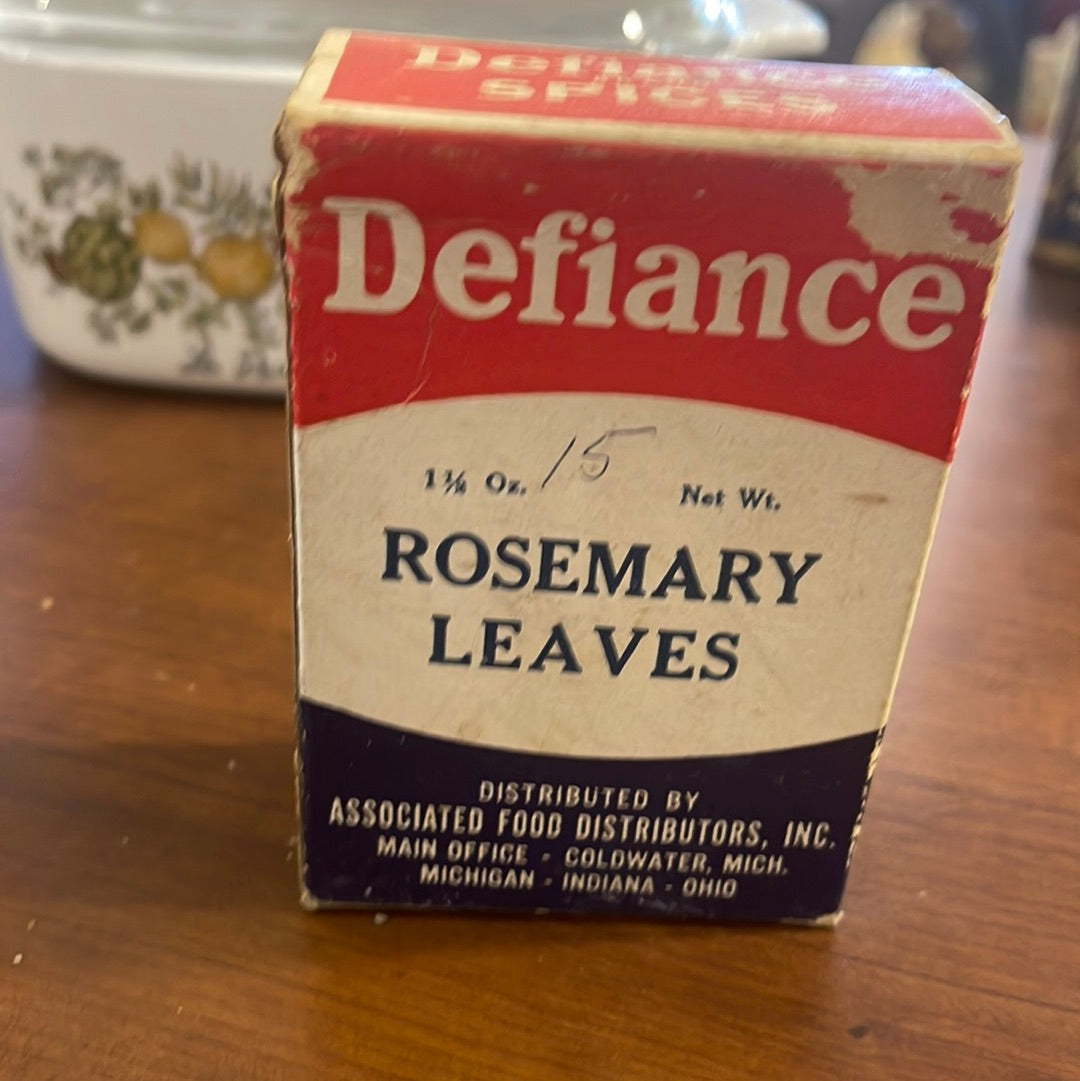 Defiance
SPICES
Defiance
15
1½ Oz. Net Wt.
ROSEMARY
LEAVES
DISTRIBUTED BY
ASSOCIATED FOOD DISTRIBUTORS, INC.
MAIN OFFICE - COLDWATER, MICH.
MICHIGAN - INDIANA - OHIO